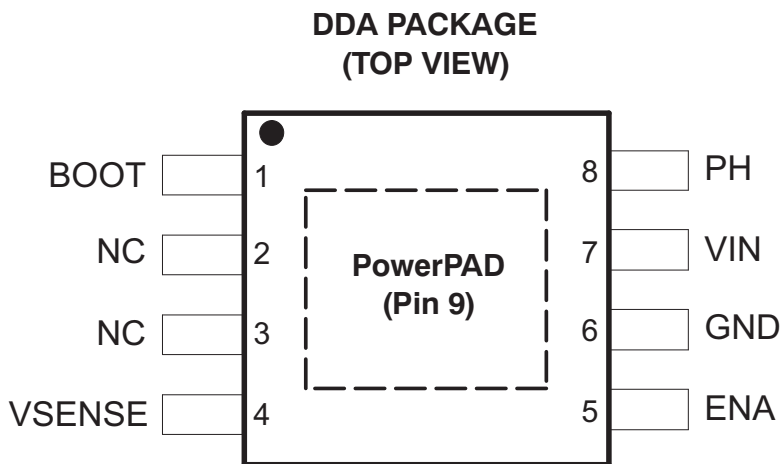 DDA PACKAGE
(TOP VIEW)
BOOT 1 8 PH
NC 2 7 VIN
PowerPAD
(Pin 9)
NC 3 6 GND
VSENSE 4 5 ENA